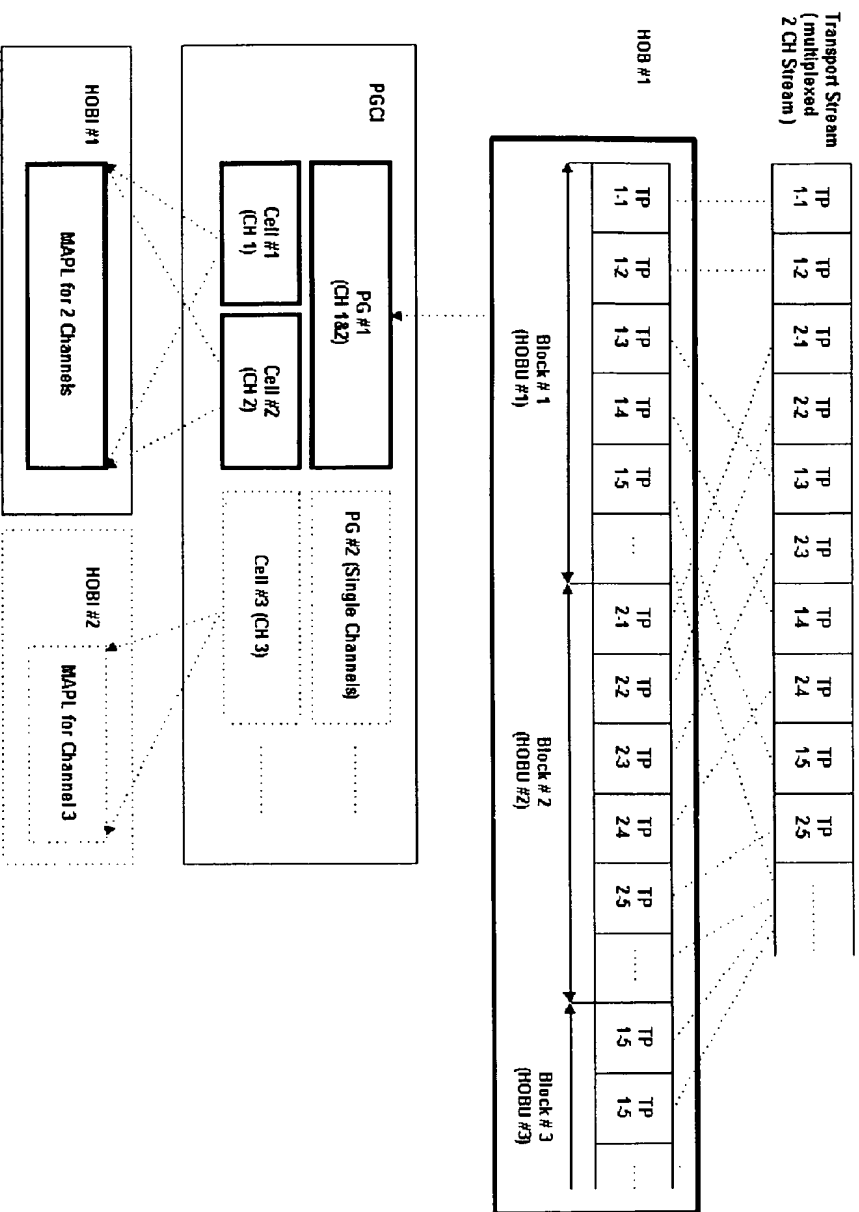 Transport Stream
( multiplexed
2 CH Stream )
TP
1-1
TP
1-2
TP
2-1
TP
2-2
TP
1-3
TP
2-3
TP
1-4
TP
2-4
TP
1-5
TP
2-5
HOB #1
TP
1-1
TP
1-2
TP
1-3
TP
1-4
TP
1-5
TP
2-1
TP
2-2
TP
2-3
TP
2-4
TP
2-5
TP
1-5
TP
1-5
Block # 1
(HOBU #1)
Block # 2
(HOBU #2)
Block # 3
(HOBU #3)
PGCI
PG #1
(CH 1&2)
PG #2 (Single Channels)
Cell #1
(CH 1)
Cell #2
(CH 2)
Cell #3 (CH 3)
HOBI #1
MAPL for 2 Channels
HOBI #2
MAPL for Channel 3